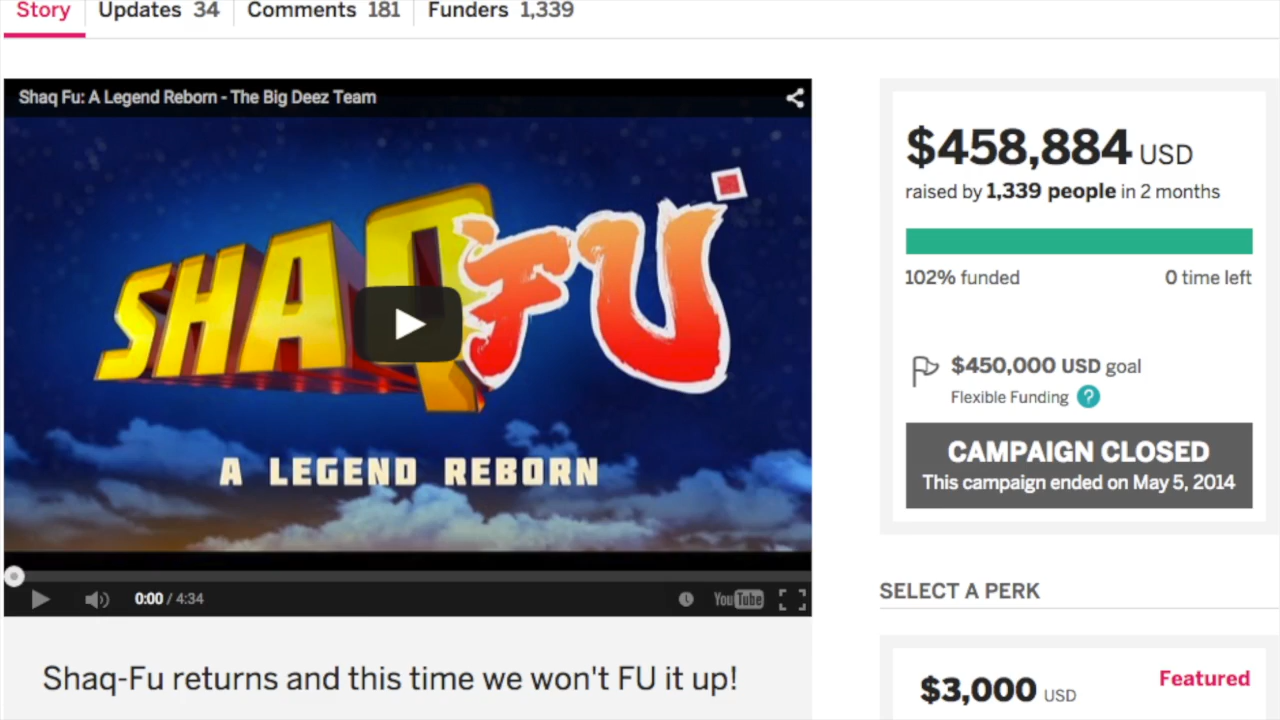 Story Updates 34 Comments 181 Funders 1,339
Shaq Fu: A Legend Reborn - The Big Deez Team
SHAQ FU
A LEGEND REBORN
0:00 / 4:34
YouTube
Shaq-Fu returns and this time we won't FU it up!
$458,884 USD
raised by 1,339 people in 2 months
102% funded 0 time left
$450,000 USD goal
Flexible Funding ?
CAMPAIGN CLOSED
This campaign ended on May 5, 2014
SELECT A PERK
$3,000 USD Featured